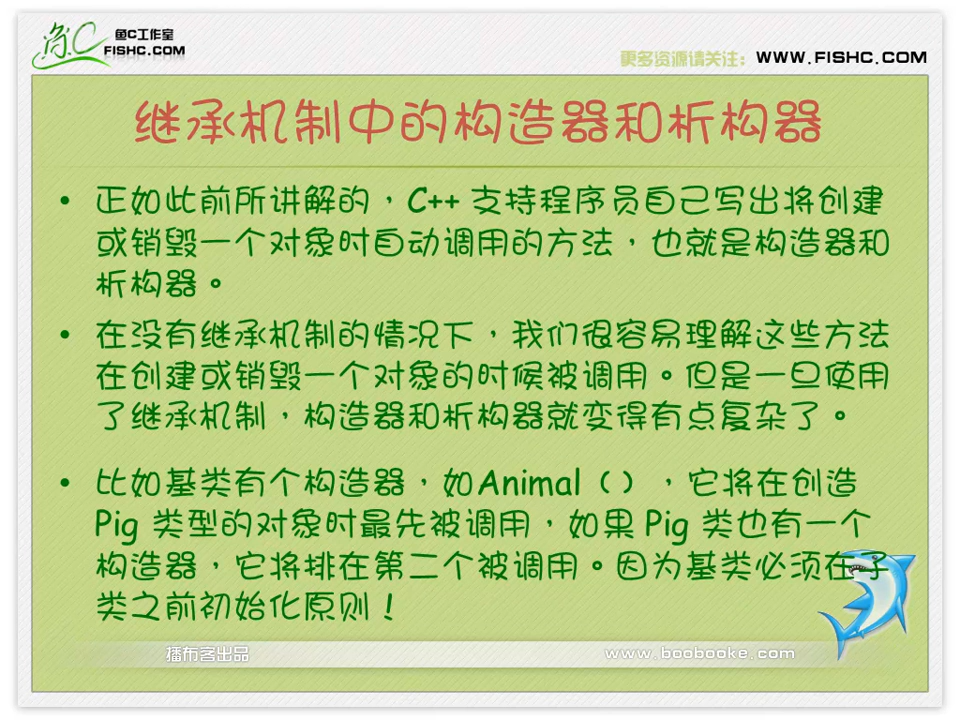 鱼C工作室
FISHC.COM
更多资源请关注：WWW.FISHC.COM
继承机制中的构造器和析构器
• 正如此前所讲解的，C++ 支持程序员自己写出将创建
或销毁一个对象时自动调用的方法，也就是构造器和
析构器。
• 在没有继承机制的情况下，我们很容易理解这些方法
在创建或销毁一个对象的时候被调用。但是一旦使用
了继承机制，构造器和析构器就变得有点复杂了。
• 比如基类有个构造器，如Animal（），它将在创造
Pig 类型的对象时最先被调用，如果 Pig 类也有一个
构造器，它将排在第二个被调用。因为基类必须在子
类之前初始化原则！
播布客出品
www.boobooke.com